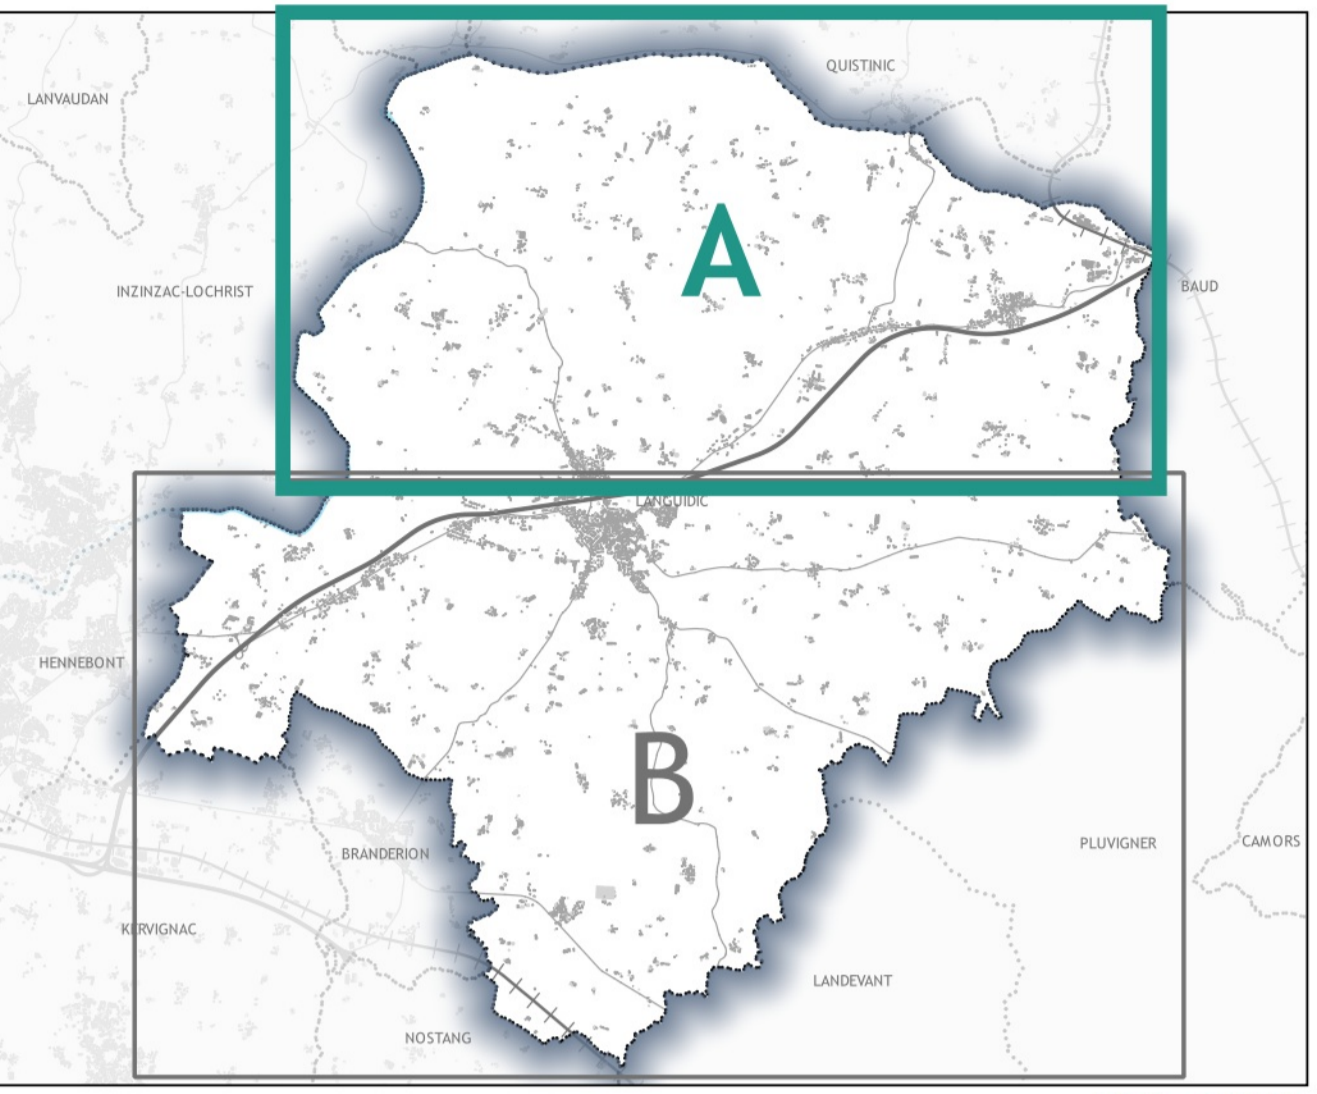 QUISTINIC
LANVAUDAN
A
BAUD
INZINZAC-LOCHRIST
LANGUIDIC
HENNEBONT
B
PLUVIGNER
CAMORS
BRANDERION
KERVIGNAC
LANDEVANT
NOSTANG